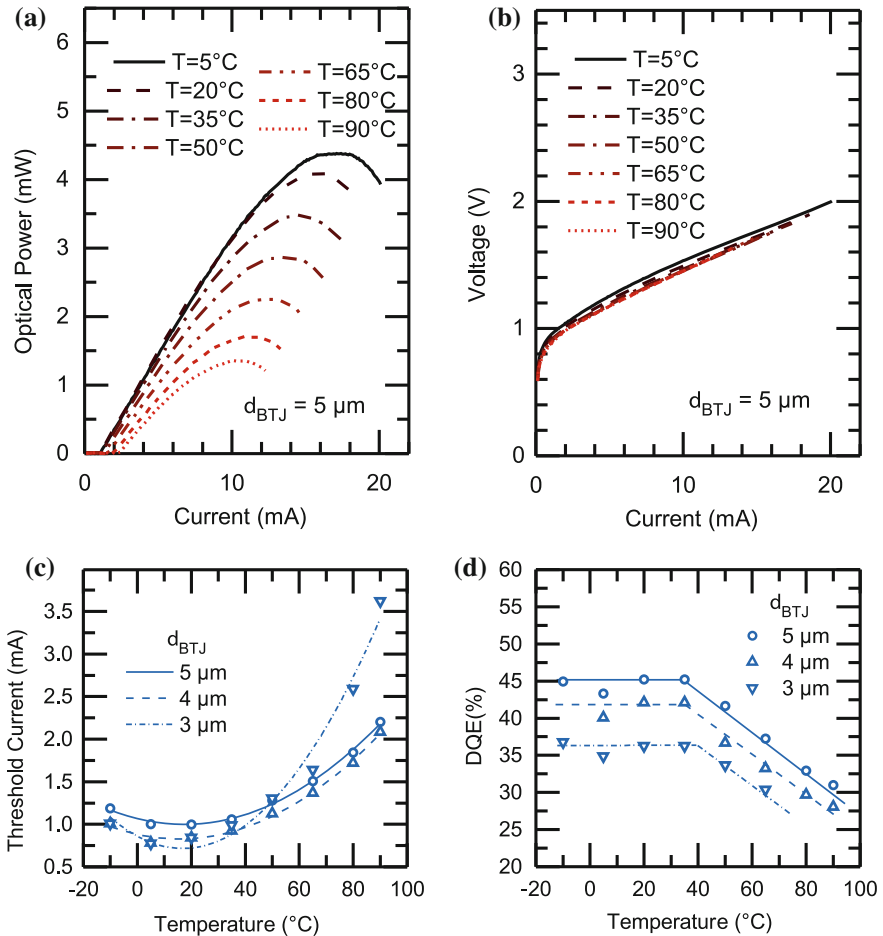 (a)
6
5
4
3
2
1
0
Optical Power (mW)
T=5°C
T=20°C
T=35°C
T=50°C
T=65°C
T=80°C
T=90°C
dBTJ = 5 µm
0 10 20
Current (mA)
(b)
3
2
1
0
Voltage (V)
T=5°C
T=20°C
T=35°C
T=50°C
T=65°C
T=80°C
T=90°C
dBTJ = 5 µm
0 10 20
Current (mA)
(c)
3.5
3.0
2.5
2.0
1.5
1.0
0.5
Threshold Current (mA)
dBTJ
5 µm
4 µm
3 µm
-20 0 20 40 60 80 100
Temperature (°C)
(d)
60
55
50
45
40
35
30
25
20
DQE(%)
dBTJ
5 µm
4 µm
3 µm
-20 0 20 40 60 80 100
Temperature (°C)